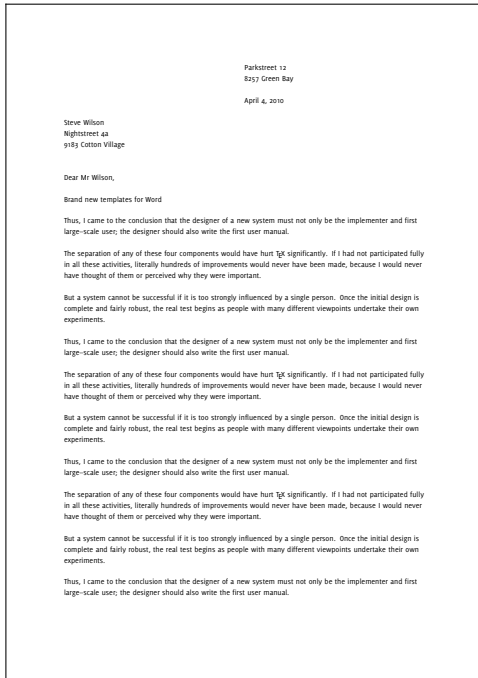 Parkstreet 12
8257 Green Bay
April 4, 2010
Steve Wilson
Nightstreet 4a
9183 Cotton Village
Dear Mr Wilson,
Brand new templates for Word
Thus, I came to the conclusion that the designer of a new system must not only be the implementer and first
large-scale user; the designer should also write the first user manual.
The separation of any of these four components would have hurt TEX significantly. If I had not participated fully
in all these activities, literally hundreds of improvements would never have been made, because I would never
have thought of them or perceived why they were important.
But a system cannot be successful if it is too strongly influenced by a single person. Once the initial design is
complete and fairly robust, the real test begins as people with many different viewpoints undertake their own
experiments.
Thus, I came to the conclusion that the designer of a new system must not only be the implementer and first
large-scale user; the designer should also write the first user manual.
The separation of any of these four components would have hurt TEX significantly. If I had not participated fully
in all these activities, literally hundreds of improvements would never have been made, because I would never
have thought of them or perceived why they were important.
But a system cannot be successful if it is too strongly influenced by a single person. Once the initial design is
complete and fairly robust, the real test begins as people with many different viewpoints undertake their own
experiments.
Thus, I came to the conclusion that the designer of a new system must not only be the implementer and first
large-scale user; the designer should also write the first user manual.
The separation of any of these four components would have hurt TEX significantly. If I had not participated fully
in all these activities, literally hundreds of improvements would never have been made, because I would never
have thought of them or perceived why they were important.
But a system cannot be successful if it is too strongly influenced by a single person. Once the initial design is
complete and fairly robust, the real test begins as people with many different viewpoints undertake their own
experiments.
Thus, I came to the conclusion that the designer of a new system must not only be the implementer and first
large-scale user; the designer should also write the first user manual.